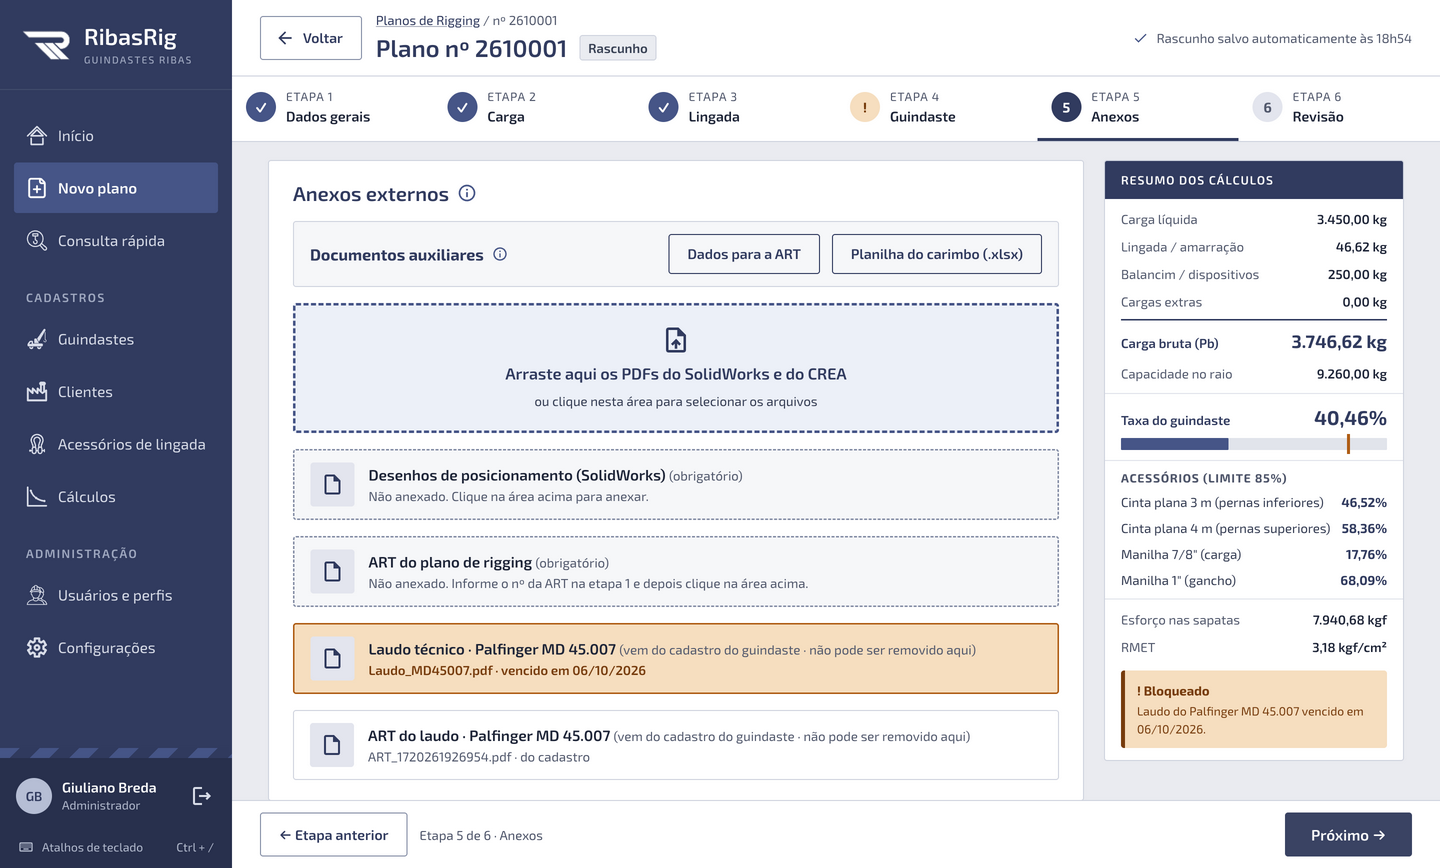 RibasRig
GUINDASTES RIBAS
Início
Novo plano
Consulta rápida
CADASTROS
Guindastes
Clientes
Acessórios de lingada
Cálculos
ADMINISTRAÇÃO
Usuários e perfis
Configurações
GB
Giuliano Breda
Administrador
Atalhos de teclado Ctrl + /
← Voltar
Planos de Rigging / nº 2610001
Plano nº 2610001 Rascunho
Rascunho salvo automaticamente às 18h54
ETAPA 1
Dados gerais
ETAPA 2
Carga
ETAPA 3
Lingada
!
ETAPA 4
Guindaste
5
ETAPA 5
Anexos
6
ETAPA 6
Revisão
Anexos externos
Documentos auxiliares
Dados para a ART
Planilha do carimbo (.xlsx)
Arraste aqui os PDFs do SolidWorks e do CREA
ou clique nesta área para selecionar os arquivos
Desenhos de posicionamento (SolidWorks) (obrigatório)
Não anexado. Clique na área acima para anexar.
ART do plano de rigging (obrigatório)
Não anexado. Informe o nº da ART na etapa 1 e depois clique na área acima.
Laudo técnico · Palfinger MD 45.007 (vem do cadastro do guindaste · não pode ser removido aqui)
Laudo_MD45007.pdf · vencido em 06/10/2026
ART do laudo · Palfinger MD 45.007 (vem do cadastro do guindaste · não pode ser removido aqui)
ART_1720261926954.pdf · do cadastro
RESUMO DOS CÁLCULOS
Carga líquida 3.450,00 kg
Lingada / amarração 46,62 kg
Balancim / dispositivos 250,00 kg
Cargas extras 0,00 kg
Carga bruta (Pb) 3.746,62 kg
Capacidade no raio 9.260,00 kg
Taxa do guindaste 40,46%
ACESSÓRIOS (LIMITE 85%)
Cinta plana 3 m (pernas inferiores) 46,52%
Cinta plana 4 m (pernas superiores) 58,36%
Manilha 7/8" (carga) 17,76%
Manilha 1" (gancho) 68,09%
Esforço nas sapatas 7.940,68 kgf
RMET 3,18 kgf/cm²
! Bloqueado
Laudo do Palfinger MD 45.007 vencido em
06/10/2026.
← Etapa anterior
Etapa 5 de 6 · Anexos
Próximo →